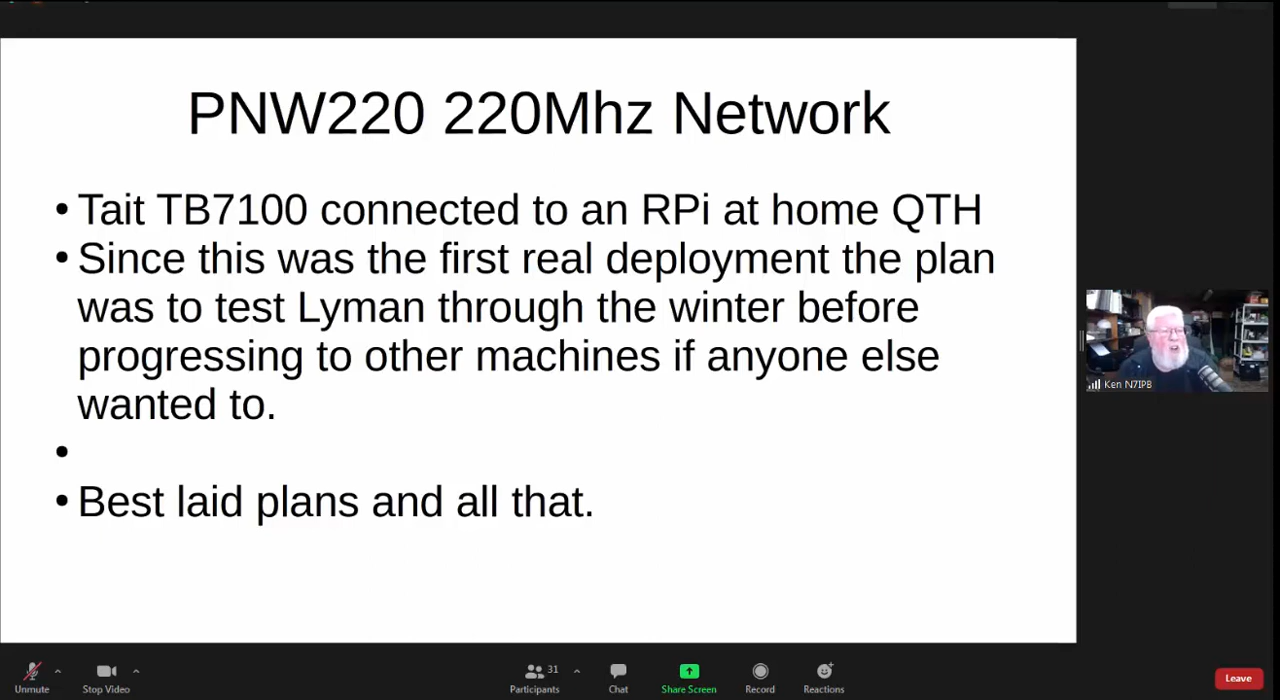 PNW220 220Mhz Network
• Tait TB7100 connected to an RPi at home QTH
• Since this was the first real deployment the plan
was to test Lyman through the winter before
progressing to other machines if anyone else
wanted to.
•
• Best laid plans and all that.
Ken N7IPB
31
Unmute
Stop Video
Participants
Chat
Share Screen
Record
Reactions
Leave